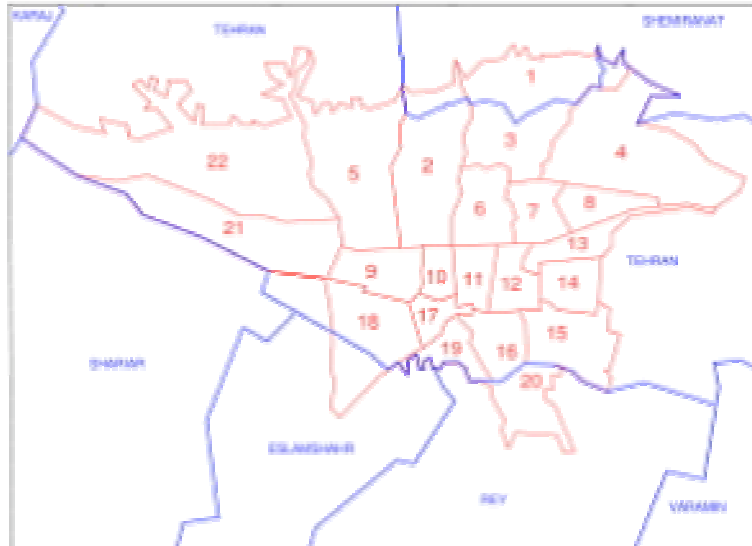 KARAJ
TEHRAN
SHEMIRANAT
1
3
4
22
5
2
6
7
8
21
13
TEHRAN
9
10
11
12
14
18
17
15
19
16
SHARIAR
20
ESLAMSHAHR
REY
VARAMIN